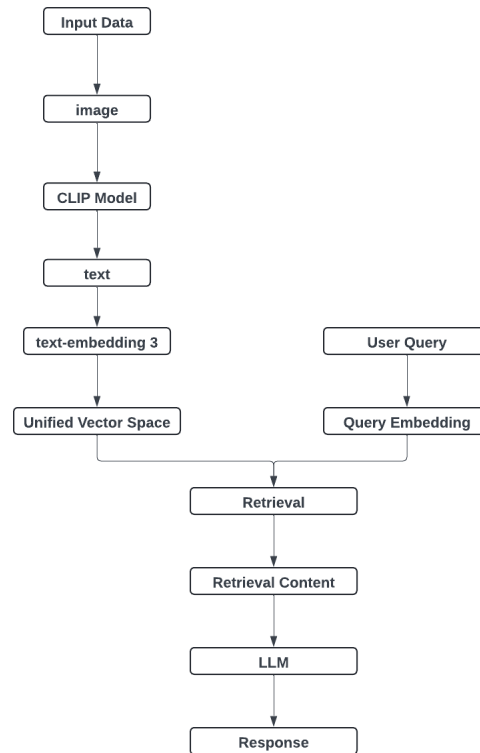 Input Data
image
CLIP Model
text
text-embedding 3
User Query
Unified Vector Space
Query Embedding
Retrieval
Retrieval Content
LLM
Response